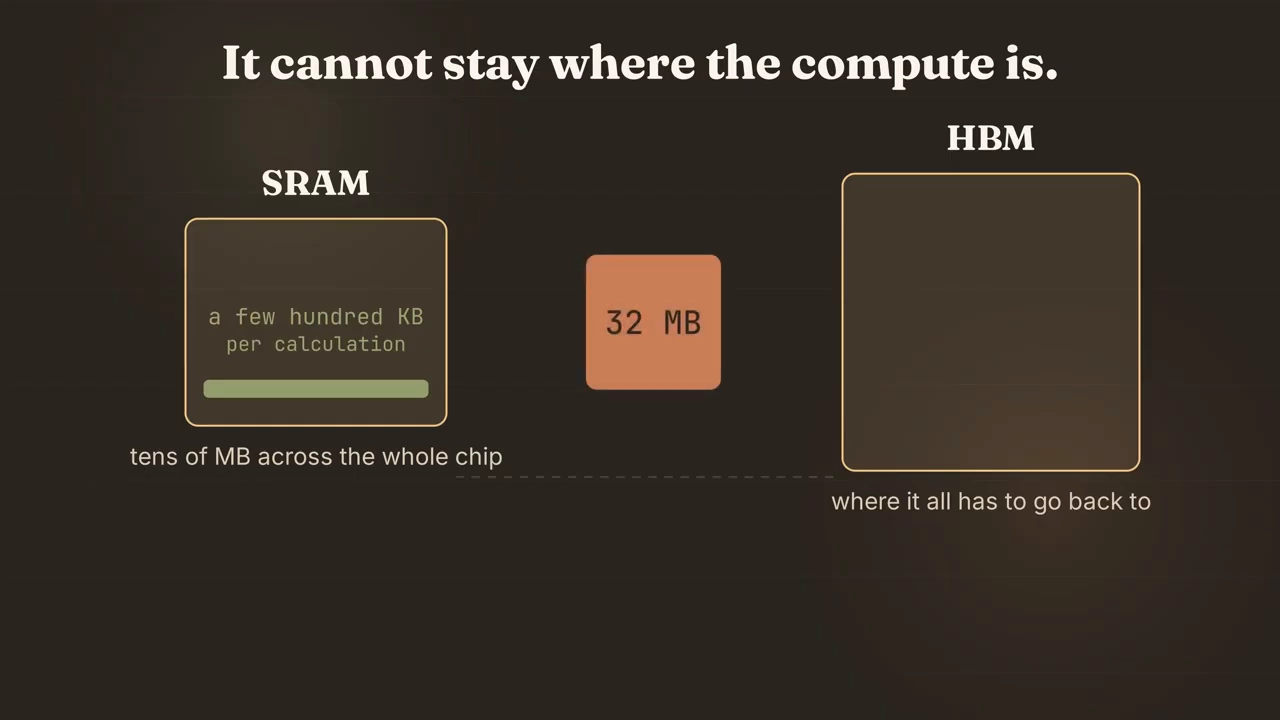 It cannot stay where the compute is.
SRAM
a few hundred KB
per calculation
tens of MB across the whole chip
32 MB
HBM
where it all has to go back to